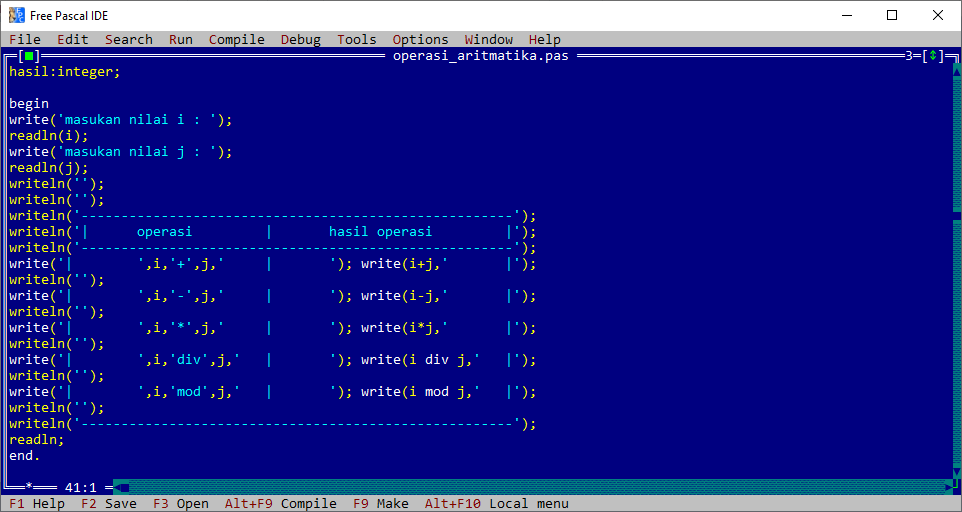 Free Pascal IDE
File Edit Search Run Compile Debug Tools Options Window Help
operasi_aritmatika.pas 3
hasil:integer;
begin
write('masukan nilai i : ');
readln(i);
write('masukan nilai j : ');
readln(j);
writeln('');
writeln('');
writeln('------------------------------------------------------');
writeln('|      operasi         |       hasil operasi         |');
writeln('------------------------------------------------------');
write('|        ',i,'+',j,'     |       '); write(i+j,'       |');
writeln('');
write('|        ',i,'-',j,'     |       '); write(i-j,'       |');
writeln('');
write('|        ',i,'*',j,'     |       '); write(i*j,'       |');
writeln('');
write('|        ',i,'div',j,'   |       '); write(i div j,'   |');
writeln('');
write('|        ',i,'mod',j,'   |       '); write(i mod j,'   |');
writeln('');
writeln('------------------------------------------------------');
readln;
end.
* 41:1
F1 Help F2 Save F3 Open Alt+F9 Compile F9 Make Alt+F10 Local menu